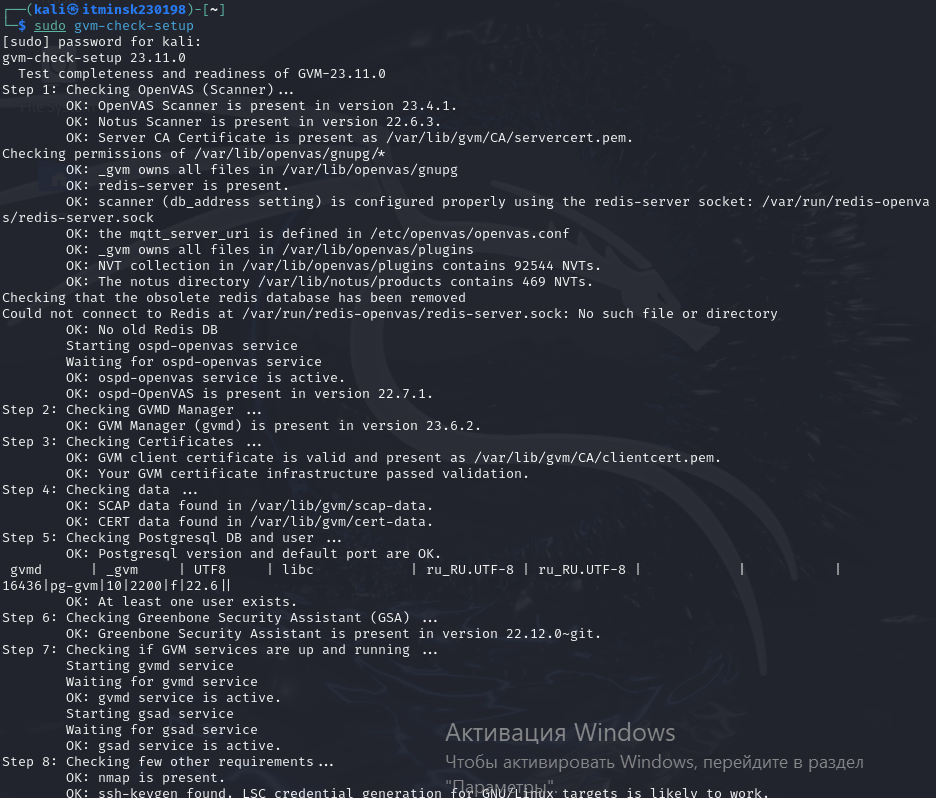 ┌──(kali㉿itminsk230198)-[~]
└─$ sudo gvm-check-setup
[sudo] password for kali:
gvm-check-setup 23.11.0
  Test completeness and readiness of GVM-23.11.0
Step 1: Checking OpenVAS (Scanner)...
        OK: OpenVAS Scanner is present in version 23.4.1.
        OK: Notus Scanner is present in version 22.6.3.
        OK: Server CA Certificate is present as /var/lib/gvm/CA/servercert.pem.
Checking permissions of /var/lib/openvas/gnupg/*
        OK: _gvm owns all files in /var/lib/openvas/gnupg
        OK: redis-server is present.
        OK: scanner (db_address setting) is configured properly using the redis-server socket: /var/run/redis-openva
s/redis-server.sock
        OK: the mqtt_server_uri is defined in /etc/openvas/openvas.conf
        OK: _gvm owns all files in /var/lib/openvas/plugins
        OK: NVT collection in /var/lib/openvas/plugins contains 92544 NVTs.
        OK: The notus directory /var/lib/notus/products contains 469 NVTs.
Checking that the obsolete redis database has been removed
Could not connect to Redis at /var/run/redis-openvas/redis-server.sock: No such file or directory
        OK: No old Redis DB
        Starting ospd-openvas service
        Waiting for ospd-openvas service
        OK: ospd-openvas service is active.
        OK: ospd-OpenVAS is present in version 22.7.1.
Step 2: Checking GVMD Manager ...
        OK: GVM Manager (gvmd) is present in version 23.6.2.
Step 3: Checking Certificates ...
        OK: GVM client certificate is valid and present as /var/lib/gvm/CA/clientcert.pem.
        OK: Your GVM certificate infrastructure passed validation.
Step 4: Checking data ...
        OK: SCAP data found in /var/lib/gvm/scap-data.
        OK: CERT data found in /var/lib/gvm/cert-data.
Step 5: Checking Postgresql DB and user ...
        OK: Postgresql version and default port are OK.
 gvmd      | _gvm     | UTF8     | libc            | ru_RU.UTF-8 | ru_RU.UTF-8 |            |           |
16436|pg-gvm|10|2200|f|22.6||
        OK: At least one user exists.
Step 6: Checking Greenbone Security Assistant (GSA) ...
        OK: Greenbone Security Assistant is present in version 22.12.0~git.
Step 7: Checking if GVM services are up and running ...
        Starting gvmd service
        Waiting for gvmd service
        OK: gvmd service is active.
        Starting gsad service
        Waiting for gsad service
        OK: gsad service is active.
Step 8: Checking few other requirements...
        OK: nmap is present.
        OK: ssh-keygen found, LSC credential generation for GNU/Linux targets is likely to work.
Активация Windows
Чтобы активировать Windows, перейдите в раздел
"Параметры".